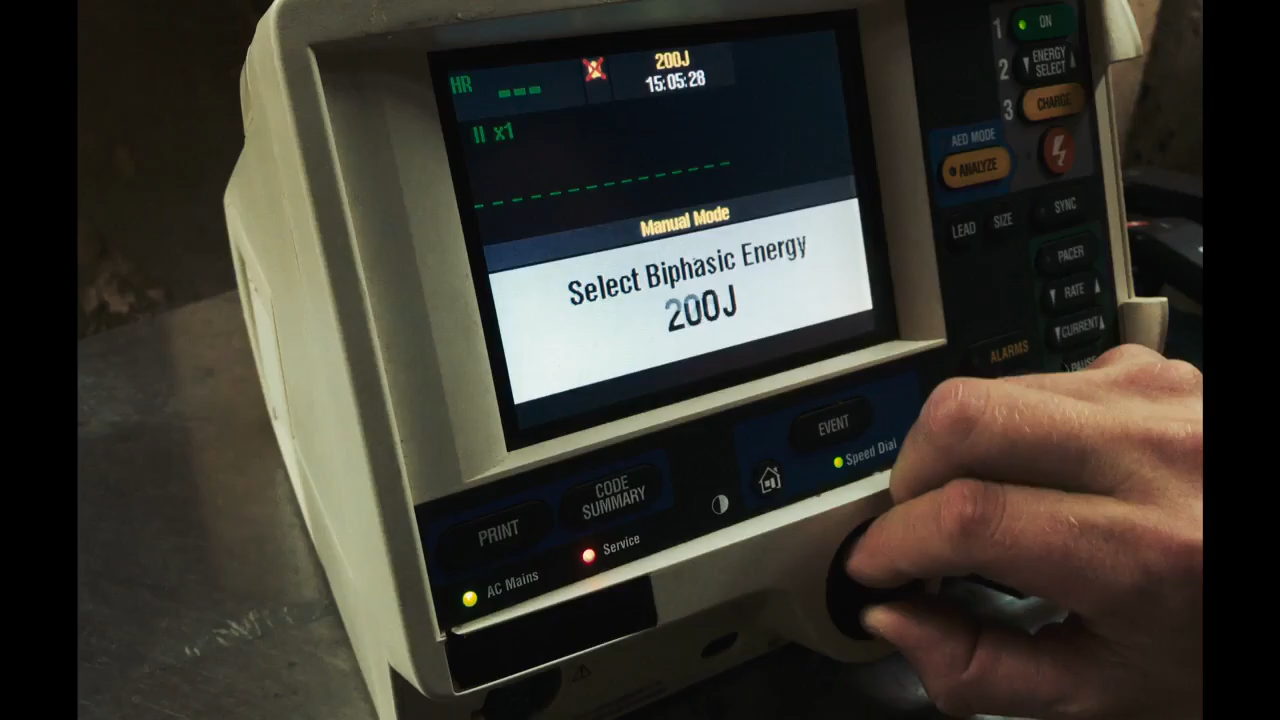 HR ---
200J
15:05:28
II x1
Manual Mode
Select Biphasic Energy
200J
1 ON
2 ENERGY SELECT
3 CHARGE
AED MODE
ANALYZE
LEAD SIZE SYNC
PACER
RATE
CURRENT
PAUSE
ALARMS
EVENT
Speed Dial
CODE
SUMMARY
PRINT
Service
AC Mains